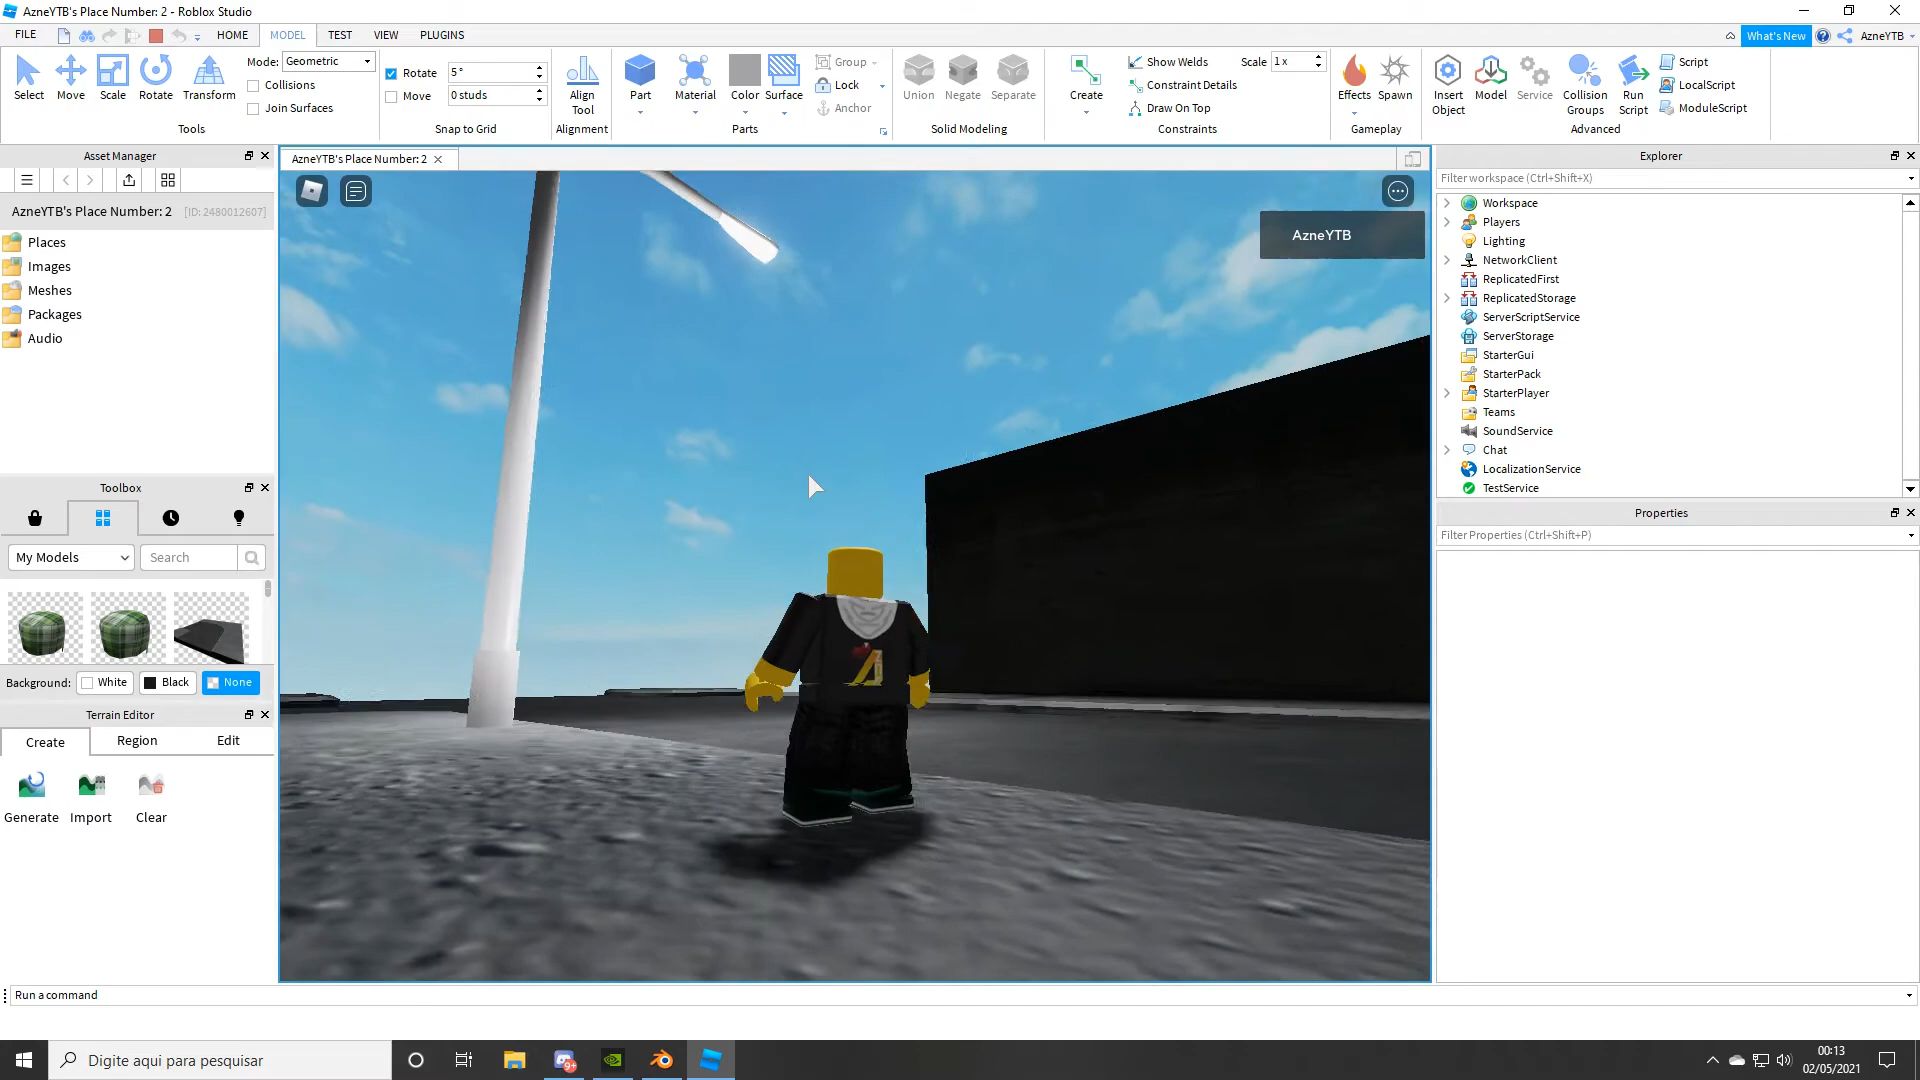 AzneYTB's Place Number: 2 - Roblox Studio
FILE HOME MODEL TEST VIEW PLUGINS What's New AzneYTB
Select Move Scale Rotate Transform
Mode: Geometric
Collisions
Join Surfaces
Tools
Rotate 5°
Move 0 studs
Snap to Grid
Align Tool
Alignment
Part Material Color Surface
Group
Lock
Anchor
Parts
Union Negate Separate
Solid Modeling
Create
Show Welds
Constraint Details
Draw On Top
Scale 1 x
Constraints
Effects Spawn
Gameplay
Insert Object
Model
Service
Collision Groups
Run Script
Script
LocalScript
ModuleScript
Advanced
Asset Manager
AzneYTB's Place Number: 2 [ID: 2480012607]
Places
Images
Meshes
Packages
Audio
Toolbox
My Models
Search
Background: White Black None
Terrain Editor
Create Region Edit
Generate Import Clear
AzneYTB's Place Number: 2
AzneYTB
Explorer
Filter workspace (Ctrl+Shift+X)
Workspace
Players
Lighting
NetworkClient
ReplicatedFirst
ReplicatedStorage
ServerScriptService
ServerStorage
StarterGui
StarterPack
StarterPlayer
Teams
SoundService
Chat
LocalizationService
TestService
Properties
Filter Properties (Ctrl+Shift+P)
Run a command
Digite aqui para pesquisar
9+
00:13
02/05/2021